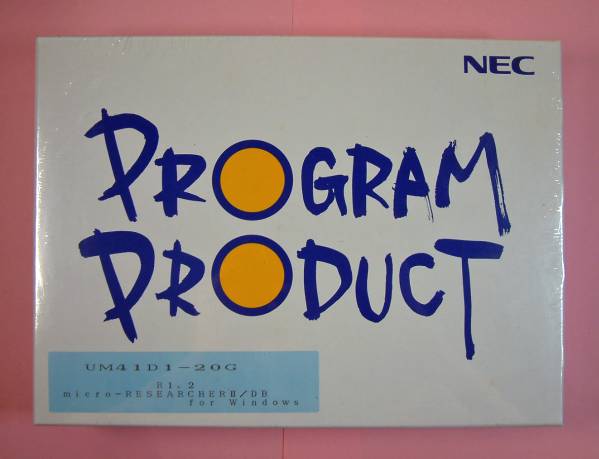 NEC
PROGRAM
PRODUCT
UM41D1-20G
R1.2
micro-RESEARCHERⅡ/DB
for Windows